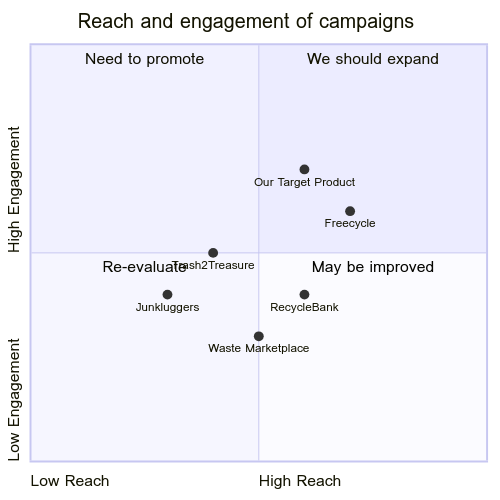 Reach and engagement of campaigns
Need to promote
We should expand
High Engagement
Our Target Product
Freecycle
Trash2Treasure
Re-evaluate
May be improved
Junkluggers
RecycleBank
Waste Marketplace
Low Engagement
Low Reach
High Reach